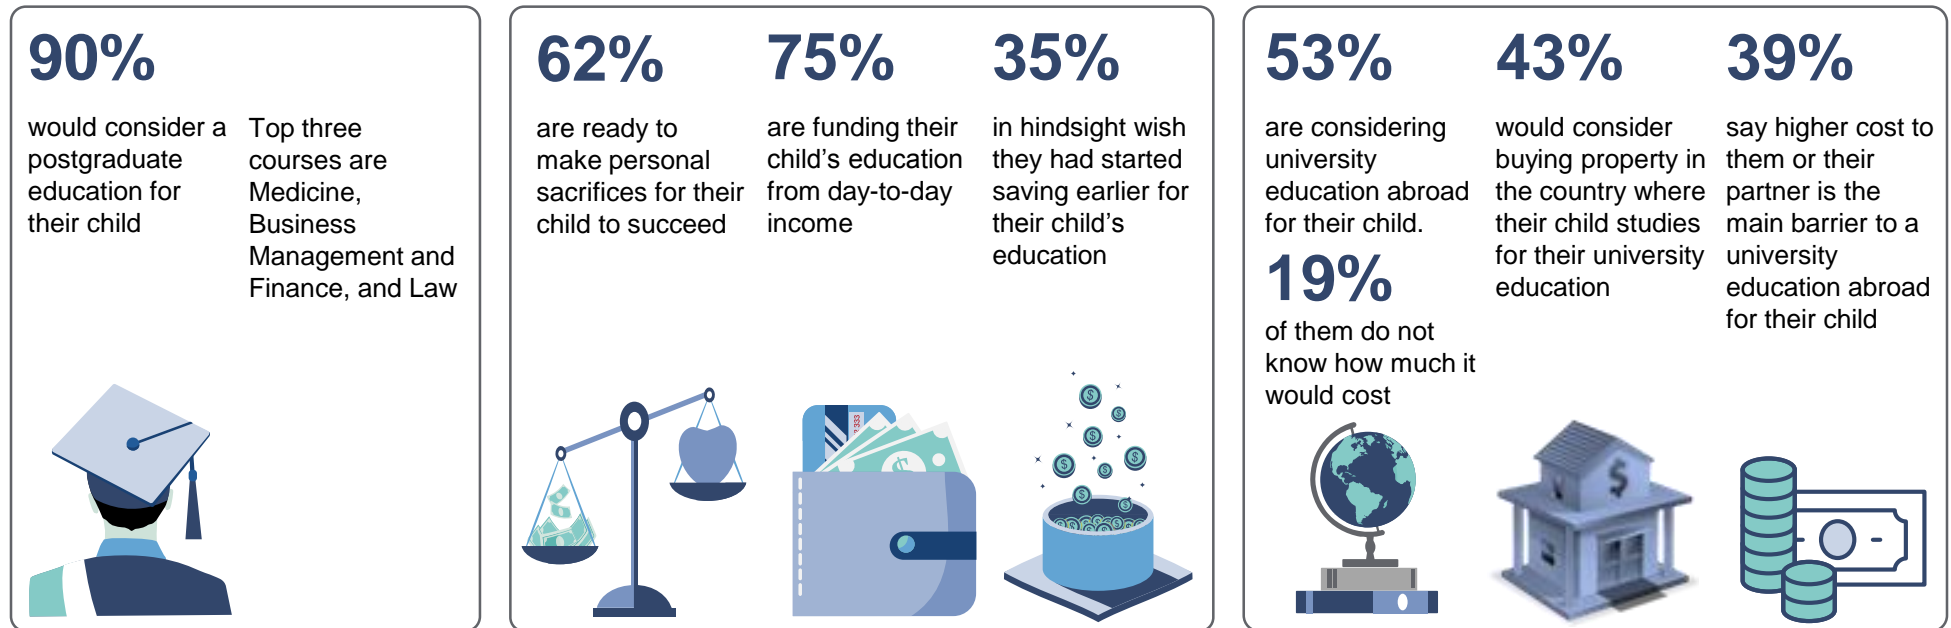 90%
would consider a
postgraduate
education for
their child
Top three
courses are
Medicine,
Business
Management and
Finance, and Law
62%
are ready to
make personal
sacrifices for their
child to succeed
75%
are funding their
child’s education
from day-to-day
income
35%
in hindsight wish
they had started
saving earlier for
their child’s
education
53%
are considering
university
education abroad
for their child.
19%
of them do not
know how much it
would cost
43%
would consider
buying property in
the country where
their child studies
for their university
education
39%
say higher cost to
them or their
partner is the
main barrier to a
university
education abroad
for their child